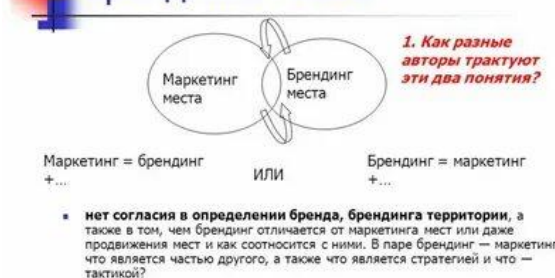 1. Как разные
авторы трактуют
эти два понятия?
Маркетинг
места
Брендинг
места
Маркетинг = брендинг
+...
ИЛИ
Брендинг = маркетинг
+...
нет согласия в определении бренда, брендинга территории, а
также в том, чем брендинг отличается от маркетинга мест или даже
продвижения мест и как соотносится с ними. В паре брендинг — маркетинг
что является частью другого, а также что является стратегией и что —
тактикой?